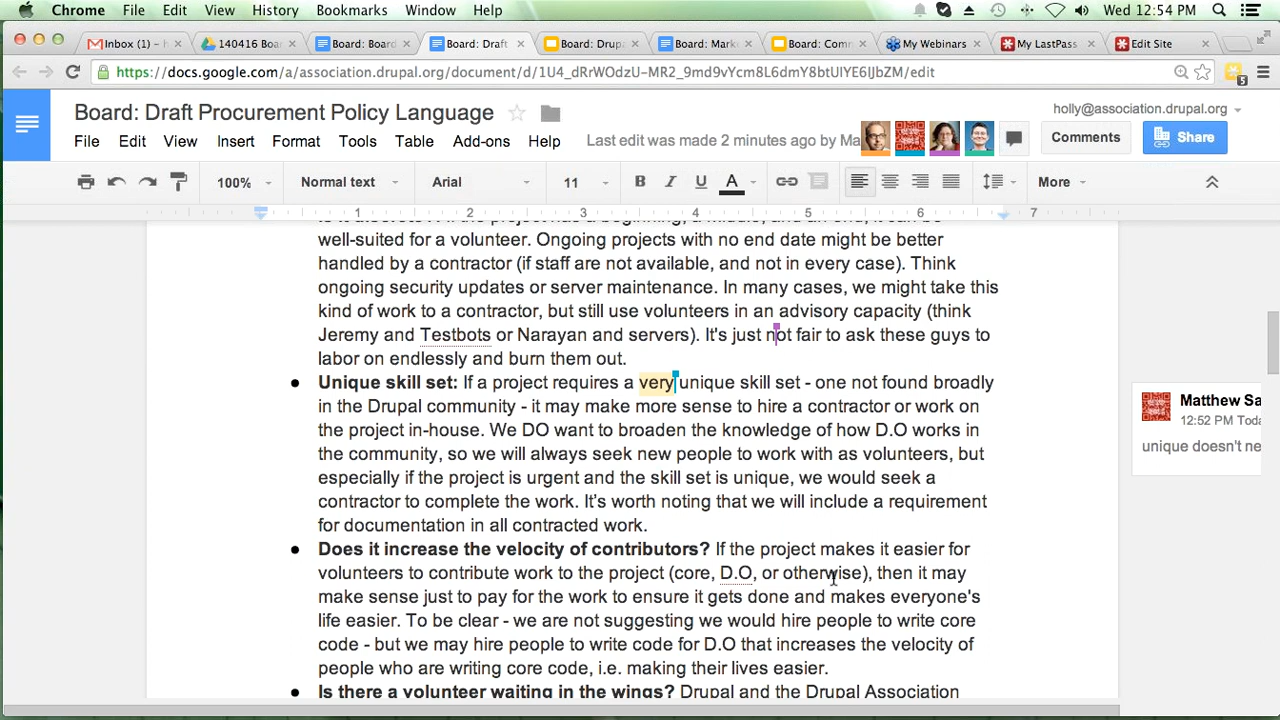 Chrome File Edit View History Bookmarks Window Help Wed 12:54 PM
Inbox (1) – h 140416 Boar Board: Board Board: Draft Board: Drup Board: Mark Board: Com My Webinars My LastPass Edit Site
https://docs.google.com/a/association.drupal.org/document/d/1U4_dRrWOdzU-MR2_9md9vYcm8L6dmY8btUIYE6IJbZM/edit 5
Board: Draft Procurement Policy Language
holly@association.drupal.org
File Edit View Insert Format Tools Table Add-ons Help Last edit was made 2 minutes ago by Ma Comments Share
100% Normal text Arial 11 B I U A More
1 2 3 4 5 6 7
well-suited for a volunteer. Ongoing projects with no end date might be better
handled by a contractor (if staff are not available, and not in every case). Think
ongoing security updates or server maintenance. In many cases, we might take this
kind of work to a contractor, but still use volunteers in an advisory capacity (think
Jeremy and Testbots or Narayan and servers). It's just not fair to ask these guys to
labor on endlessly and burn them out.
● Unique skill set: If a project requires a very unique skill set - one not found broadly
in the Drupal community - it may make more sense to hire a contractor or work on
the project in-house. We DO want to broaden the knowledge of how D.O works in
the community, so we will always seek new people to work with as volunteers, but
especially if the project is urgent and the skill set is unique, we would seek a
contractor to complete the work. It's worth noting that we will include a requirement
for documentation in all contracted work.
● Does it increase the velocity of contributors? If the project makes it easier for
volunteers to contribute work to the project (core, D.O, or otherwise), then it may
make sense just to pay for the work to ensure it gets done and makes everyone's
life easier. To be clear - we are not suggesting we would hire people to write core
code - but we may hire people to write code for D.O that increases the velocity of
people who are writing core code, i.e. making their lives easier.
● Is there a volunteer waiting in the wings? Drupal and the Drupal Association
Matthew Sa
12:52 PM Toda
unique doesn't ne